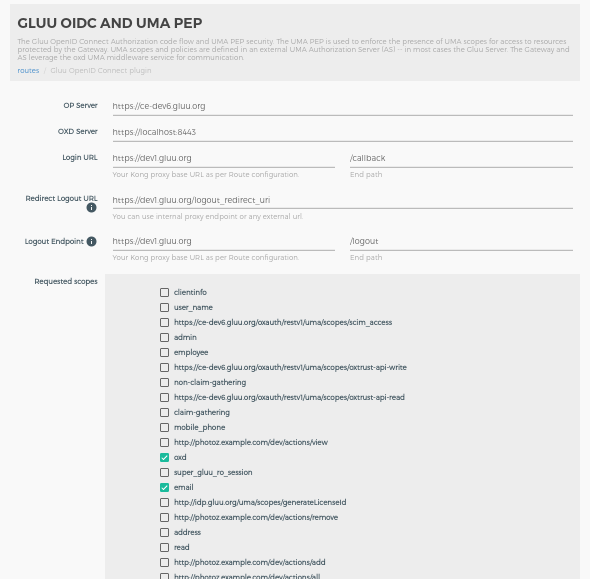 GLUU OIDC AND UMA PEP
The Gluu OpenID Connect Authorization code flow and UMA PEP security. The UMA PEP is used to enforce the presence of UMA scopes for access to resources
protected by the Gateway. UMA scopes and policies are defined in an external UMA Authorization Server (AS) -- in most cases the Gluu Server. The Gateway and
AS leverage the oxd UMA middleware service for communication.
routes / Gluu OpenID Connect plugin
OP Server https://ce-dev6.gluu.org
OXD Server https://localhost:8443
Login URL https://dev1.gluu.org /callback
Your Kong proxy base URL as per Route configuration. End path
Redirect Logout URL https://dev1.gluu.org/logout_redirect_uri
You can use internal proxy endpoint or any external url
Logout Endpoint https://dev1.gluu.org /logout
Your Kong proxy base URL as per Route configuration. End path
Requested scopes
clientinfo
user_name
https://ce-dev6.gluu.org/oxauth/restv1/uma/scopes/scim_access
admin
employee
https://ce-dev6.gluu.org/oxauth/restv1/uma/scopes/oxtrust-api-write
non-claim-gathering
https://ce-dev6.gluu.org/oxauth/restv1/uma/scopes/oxtrust-api-read
claim-gathering
mobile_phone
http://photoz.example.com/dev/actions/view
oxd
super_gluu_ro_session
email
http://idp.gluu.org/uma/scopes/generateLicenseId
http://photoz.example.com/dev/actions/remove
address
read
http://photoz.example.com/dev/actions/add
http://photoz.example.com/dev/actions/all